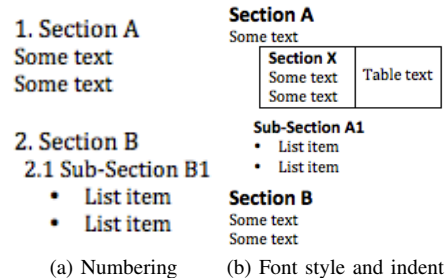 1. Section A
Some text
Some text
2. Section B
2.1 Sub-Section B1
• List item
• List item
(a) Numbering
Section A
Some text
Section X
Some text
Some text
Table text
Sub-Section A1
• List item
• List item
Section B
Some text
Some text
(b) Font style and indent